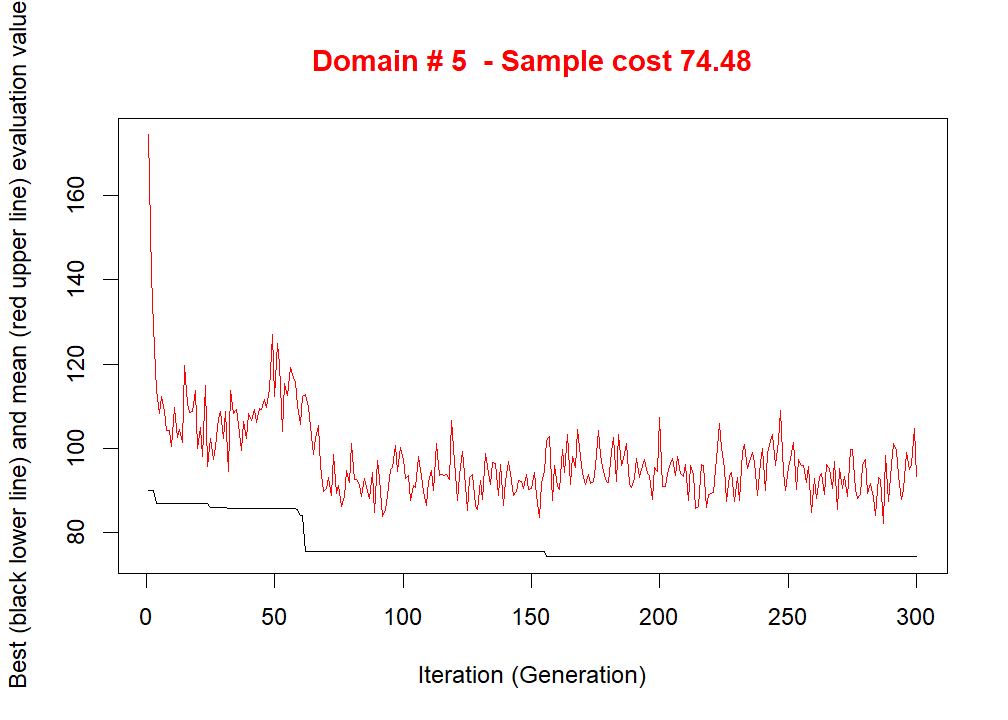 Domain # 5  - Sample cost 74.48
Best (black lower line) and mean (red upper line) evaluation value
160
140
120
100
80
0 50 100 150 200 250 300
Iteration (Generation)